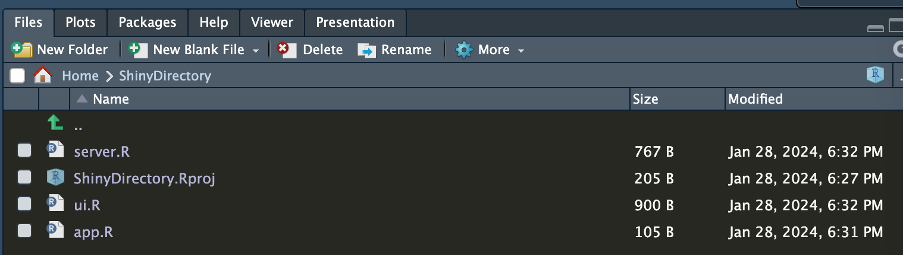 Files Plots Packages Help Viewer Presentation
New Folder New Blank File Delete Rename More
Home ShinyDirectory
Name Size Modified
..
server.R 767 B Jan 28, 2024, 6:32 PM
ShinyDirectory.Rproj 205 B Jan 28, 2024, 6:27 PM
ui.R 900 B Jan 28, 2024, 6:32 PM
app.R 105 B Jan 28, 2024, 6:31 PM